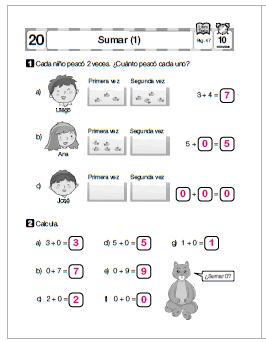 20
Sumar (1)
Pág. 47
10
minutos
1 Cada niño pescó 2 veces. ¿Cuánto pescó cada uno?
Primera vez Segunda vez
a) 3 + 4 = 7
Primera vez Segunda vez
b) 5 + 0 = 5
Ana
Primera vez Segunda vez
c) 0 + 0 = 0
José
2 Calcula.
a) 3 + 0 = 3 d) 5 + 0 = 5 g) 1 + 0 = 1
b) 0 + 7 = 7 e) 0 + 9 = 9
c) 2 + 0 = 2 f) 0 + 0 = 0
¿Sumar 0?